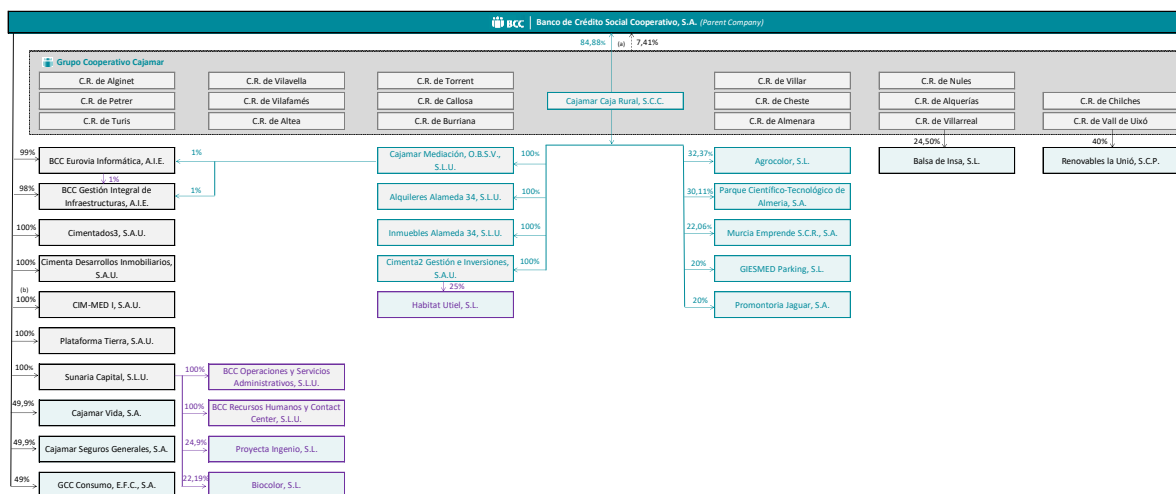 BCC Banco de Crédito Social Cooperativo, S.A. (Parent Company)
84,88% (a) 7,41%
Grupo Cooperativo Cajamar
C.R. de Alginet
C.R. de Vilavella
C.R. de Torrent
C.R. de Villar
C.R. de Nules
C.R. de Petrer
C.R. de Vilafamés
C.R. de Callosa
Cajamar Caja Rural, S.C.C.
C.R. de Cheste
C.R. de Alquerías
C.R. de Chilches
C.R. de Turis
C.R. de Altea
C.R. de Burriana
C.R. de Almenara
C.R. de Villarreal
C.R. de Vall de Uixó
24,50%
40%
99%
BCC Eurovia Informática, A.I.E.
1%
Cajamar Mediación, O.B.S.V.,
S.L.U.
100%
32,37%
Agrocolor, S.L.
Balsa de Insa, S.L.
Renovables la Unió, S.C.P.
1%
98%
BCC Gestión Integral de
Infraestructuras, A.I.E.
1%
Alquileres Alameda 34, S.L.U.
100%
30,11%
Parque Científico-Tecnológico de
Almeria, S.A.
100%
Cimentados3, S.A.U.
Inmuebles Alameda 34, S.L.U.
100%
22,06%
Murcia Emprende S.C.R., S.A.
100%
Cimenta Desarrollos Inmobiliarios,
S.A.U.
Cimenta2 Gestión e Inversiones,
S.A.U.
100%
20%
GIESMED Parking, S.L.
25%
(b)
100%
CIM-MED I, S.A.U.
Habitat Utiel, S.L.
20%
Promontoria Jaguar, S.A.
100%
Plataforma Tierra, S.A.U.
100%
Sunaria Capital, S.L.U.
100%
BCC Operaciones y Servicios
Administrativos, S.L.U.
49,9%
Cajamar Vida, S.A.
100%
BCC Recursos Humanos y Contact
Center, S.L.U.
49,9%
Cajamar Seguros Generales, S.A.
24,9%
Proyecta Ingenio, S.L.
49%
GCC Consumo, E.F.C., S.A.
22,19%
Biocolor, S.L.